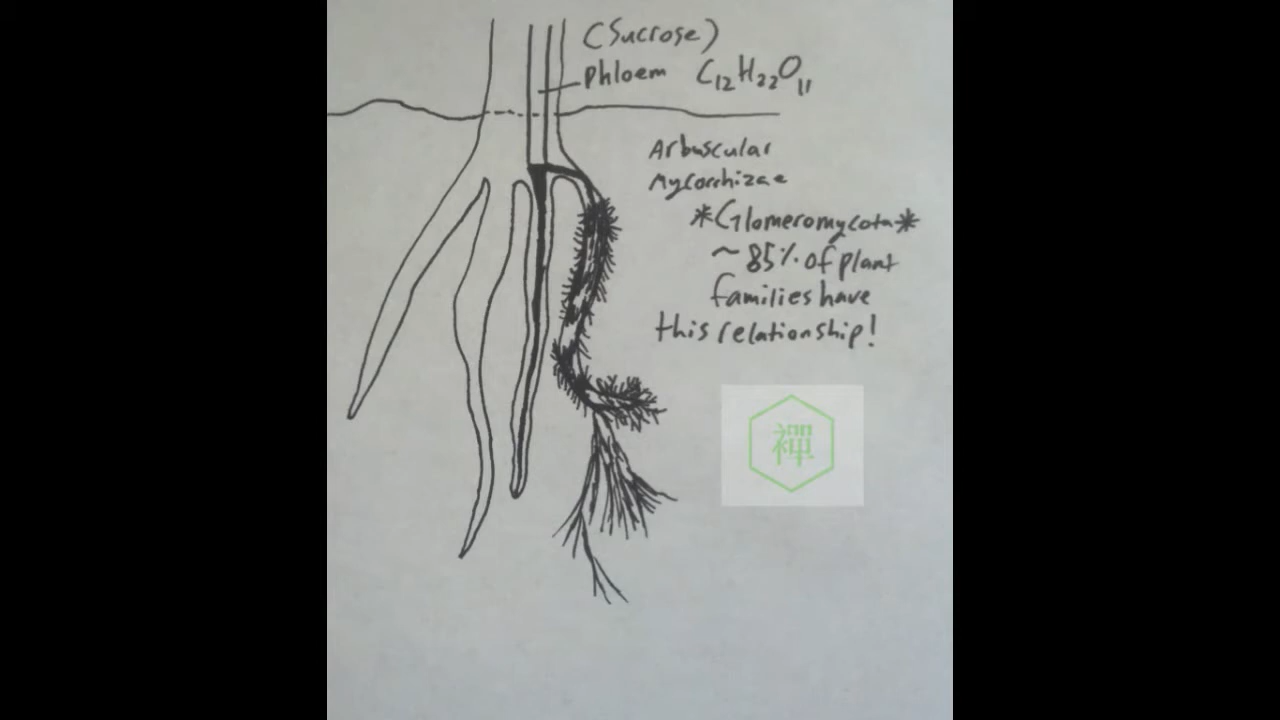 (Sucrose)
Phloem C₁₂H₂₂O₁₁
Arbuscular
Mycorrhizae
*Glomeromycota*
~85% of plant
families have
this relationship!
禪